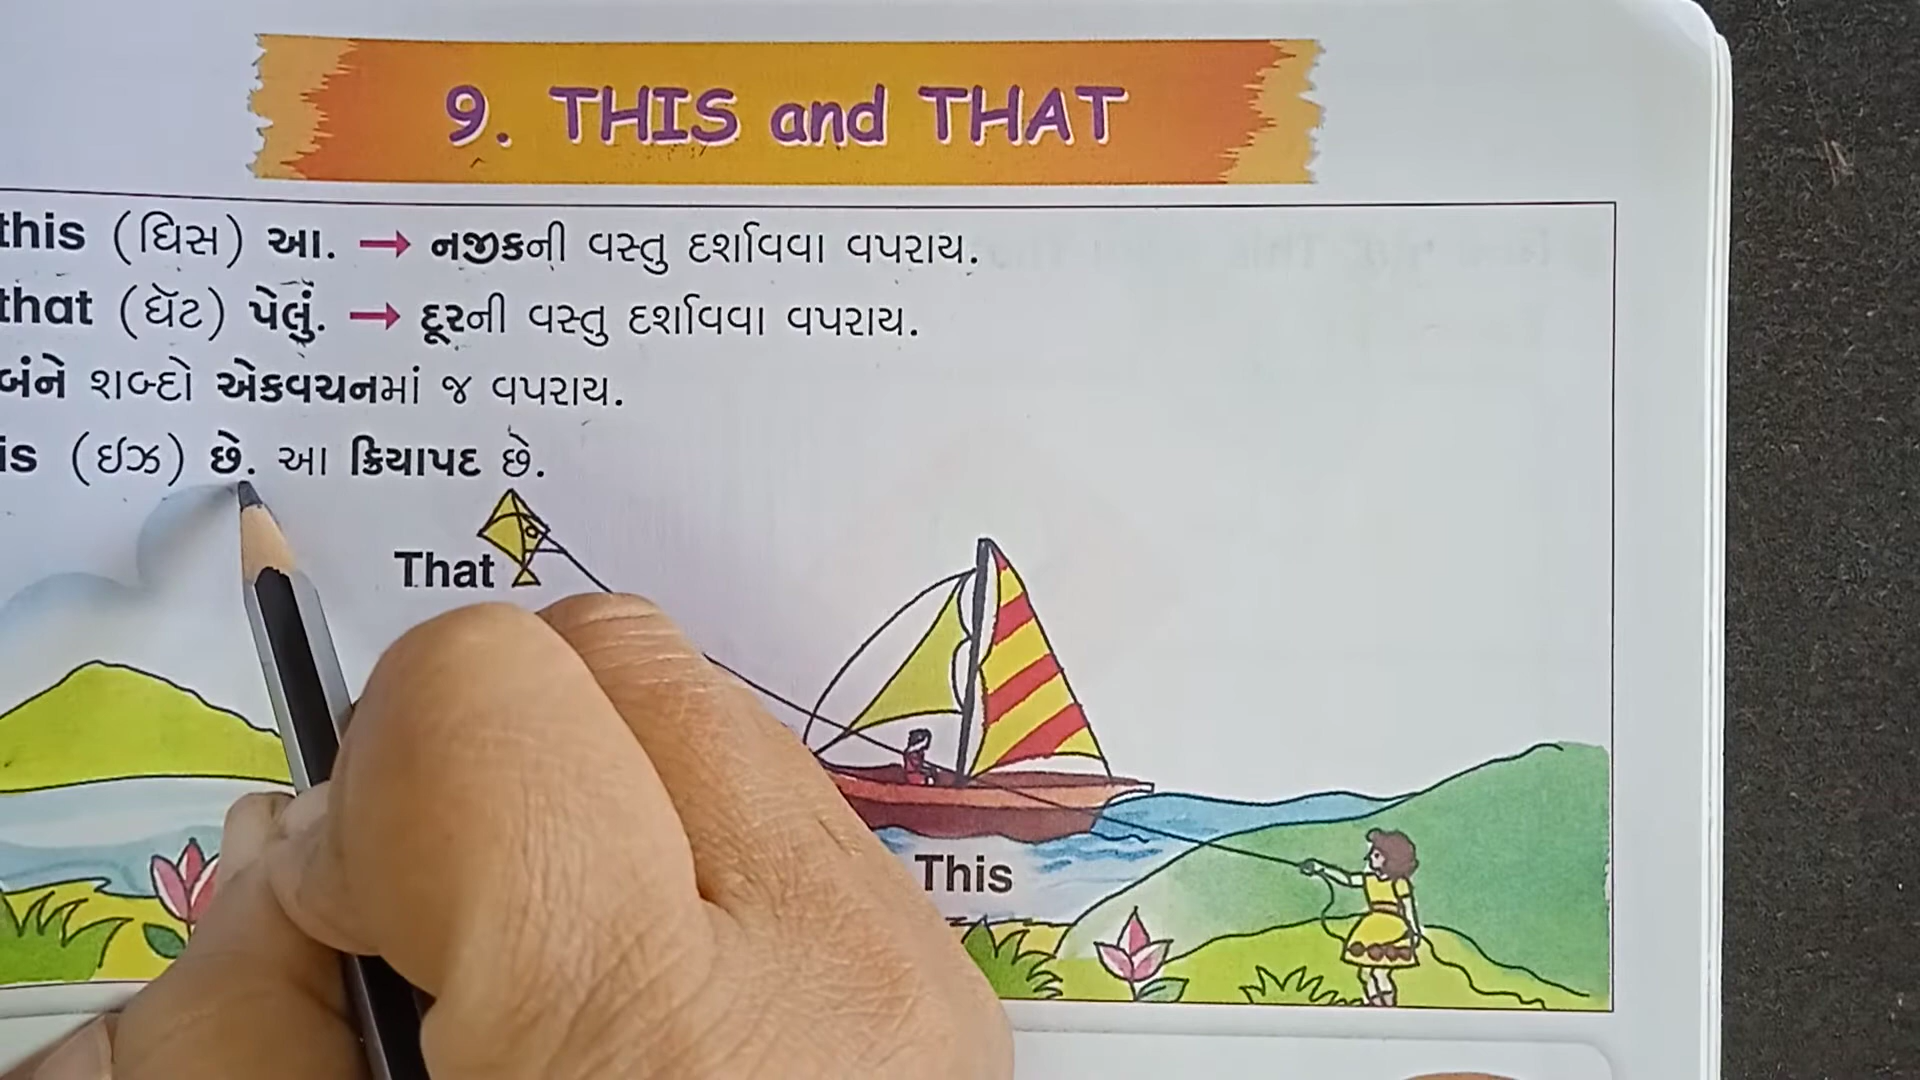 9. THIS and THAT
this (ધિસ) આ. → નજીકની વસ્તુ દર્શાવવા વપરાય.
that (ધૅટ) પેલું. → દૂરની વસ્તુ દર્શાવવા વપરાય.
બંને શબ્દો એકવચનમાં જ વપરાય.
is (ઇઝ) છે. આ ક્રિયાપદ છે.
That
This